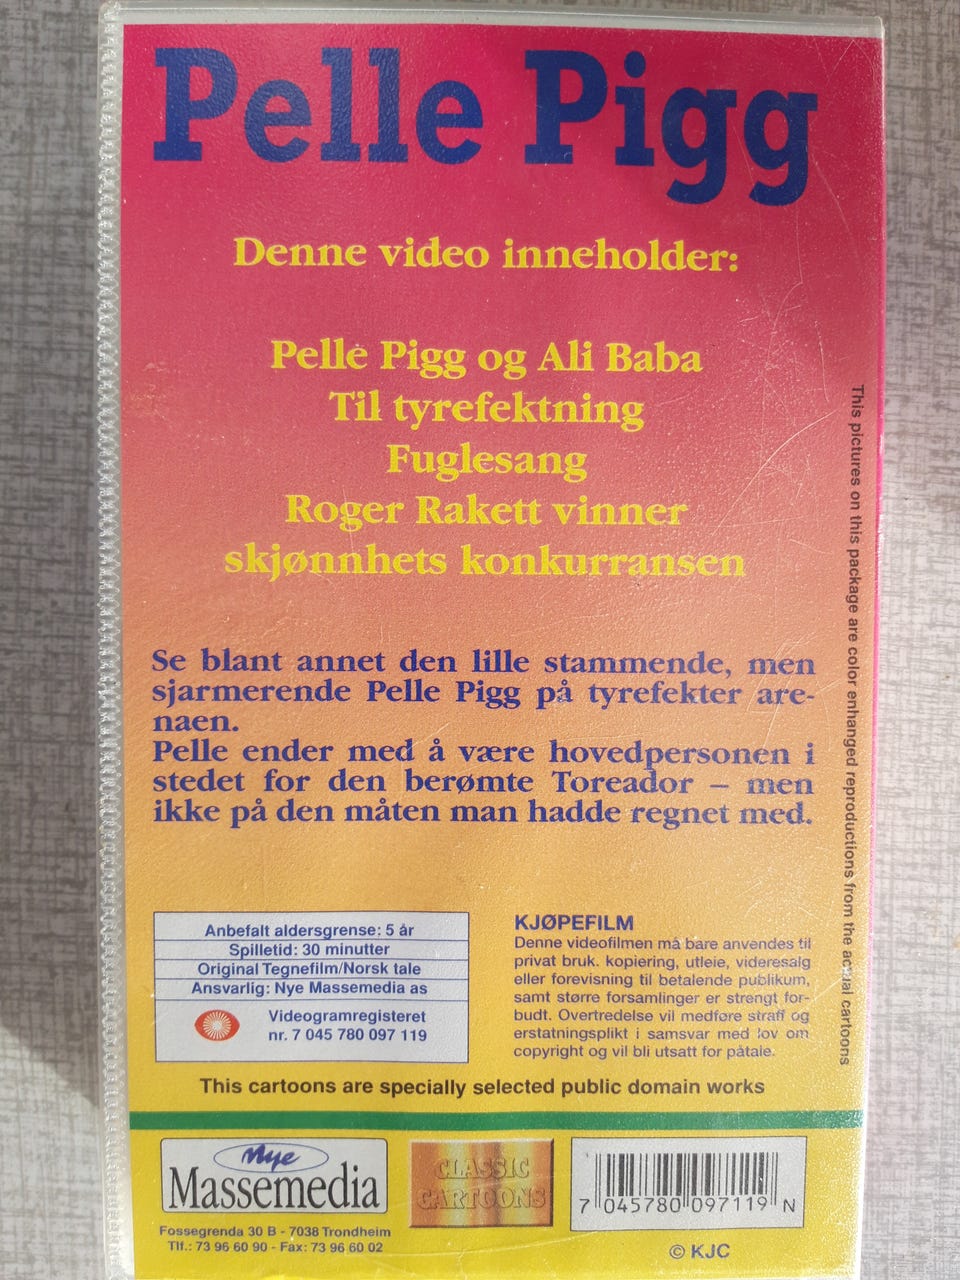 Pelle Pigg
Denne video inneholder:
Pelle Pigg og Ali Baba
Til tyrefektning
Fuglesang
Roger Rakett vinner
skjønnhets konkurransen
Se blant annet den lille stammende, men
sjarmerende Pelle Pigg på tyrefekter are-
naen.
Pelle ender med å være hovedpersonen i
stedet for den berømte Toreador – men
ikke på den måten man hadde regnet med.
This pictures on this package are color enhanced reproductions from the actual cartoons
Anbefalt aldersgrense: 5 år
Spilletid: 30 minutter
Original Tegnefilm/Norsk tale
Ansvarlig: Nye Massemedia as
Videogramregisteret
nr. 7 045 780 097 119
KJØPEFILM
Denne videofilmen må bare anvendes til
privat bruk. kopiering, utleie, videresalg
eller forevisning til betalende publikum,
samt større forsamlinger er strengt for-
budt. Overtredelse vil medføre straff og
erstatningsplikt i samsvar med lov om
copyright og vil bli utsatt for påtale.
This cartoons are specially selected public domain works
Nye
Massemedia
Fossegrenda 30 B - 7038 Trondheim
Tlf.: 73 96 60 90 - Fax: 73 96 60 02
CLASSIC
CARTOONS
7 045780 097119 N
© KJC